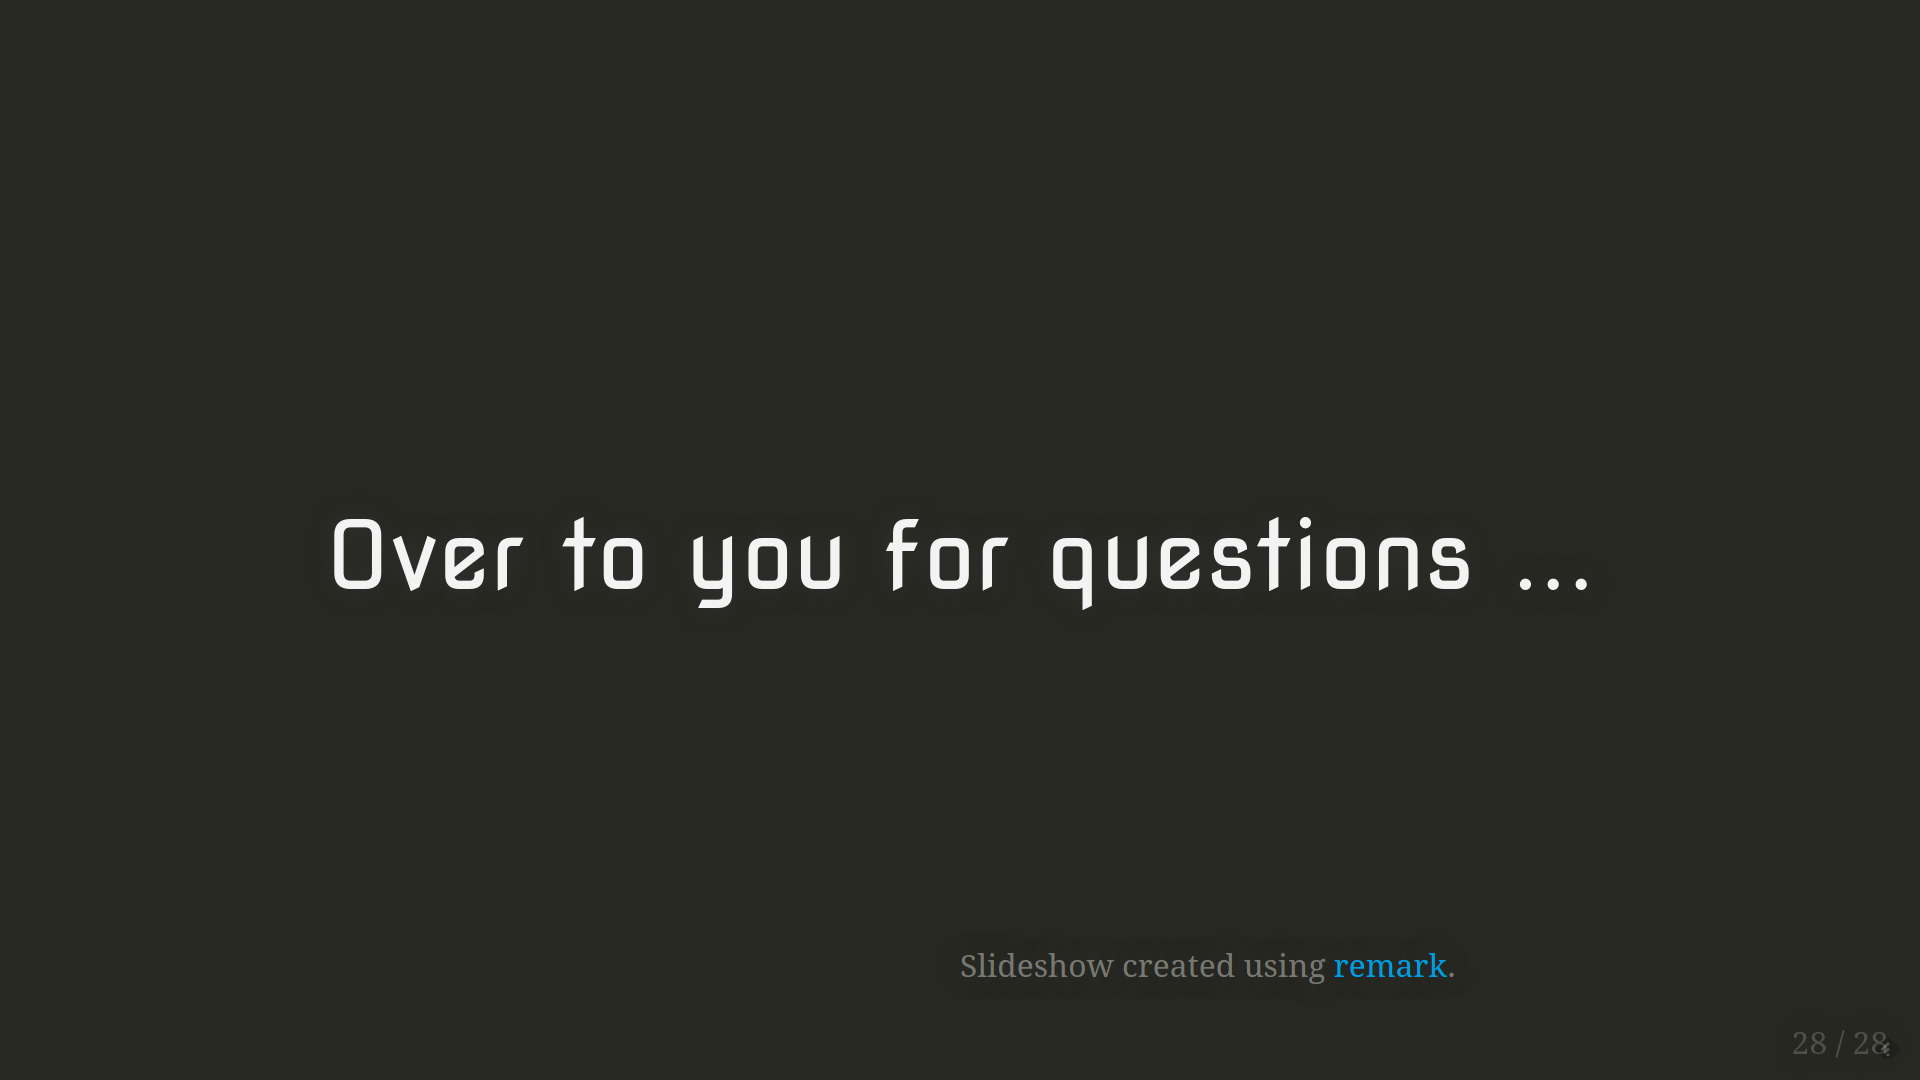 Over to you for questions ...
Slideshow created using remark.
28 / 28